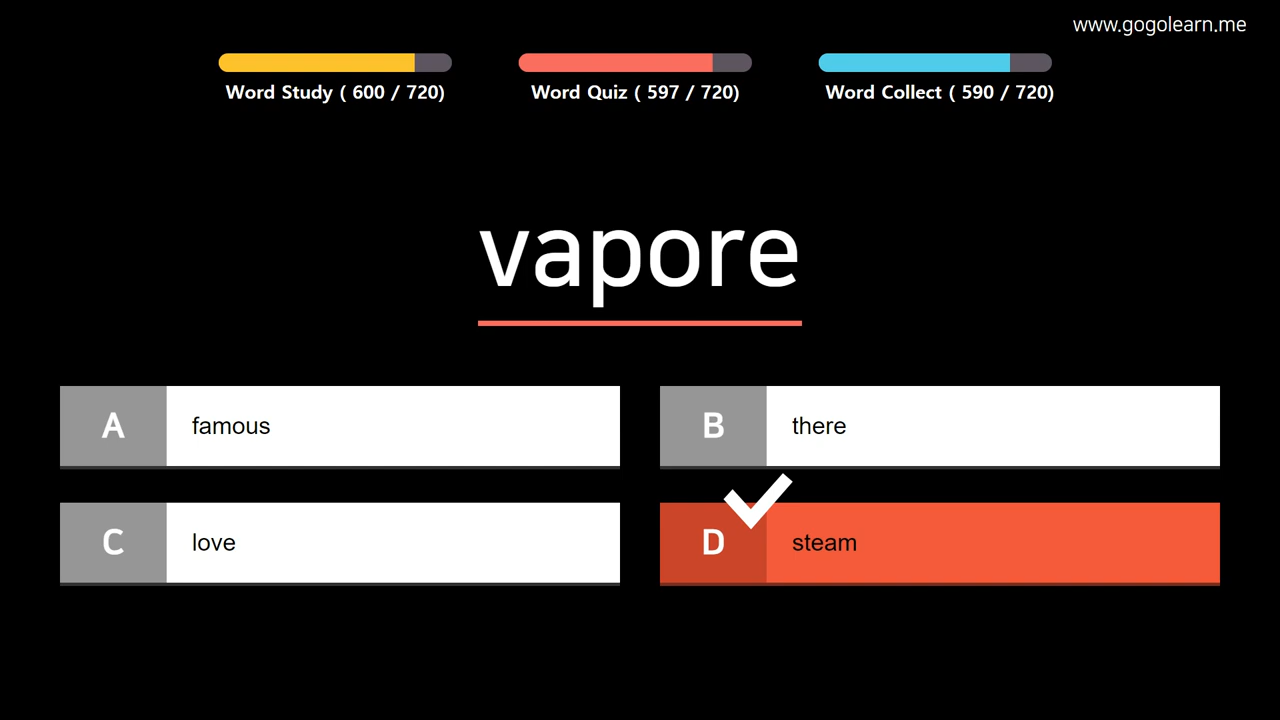 www.gogolearn.me
Word Study ( 600 / 720)
Word Quiz ( 597 / 720)
Word Collect ( 590 / 720)
vapore
A famous
B there
C love
D steam